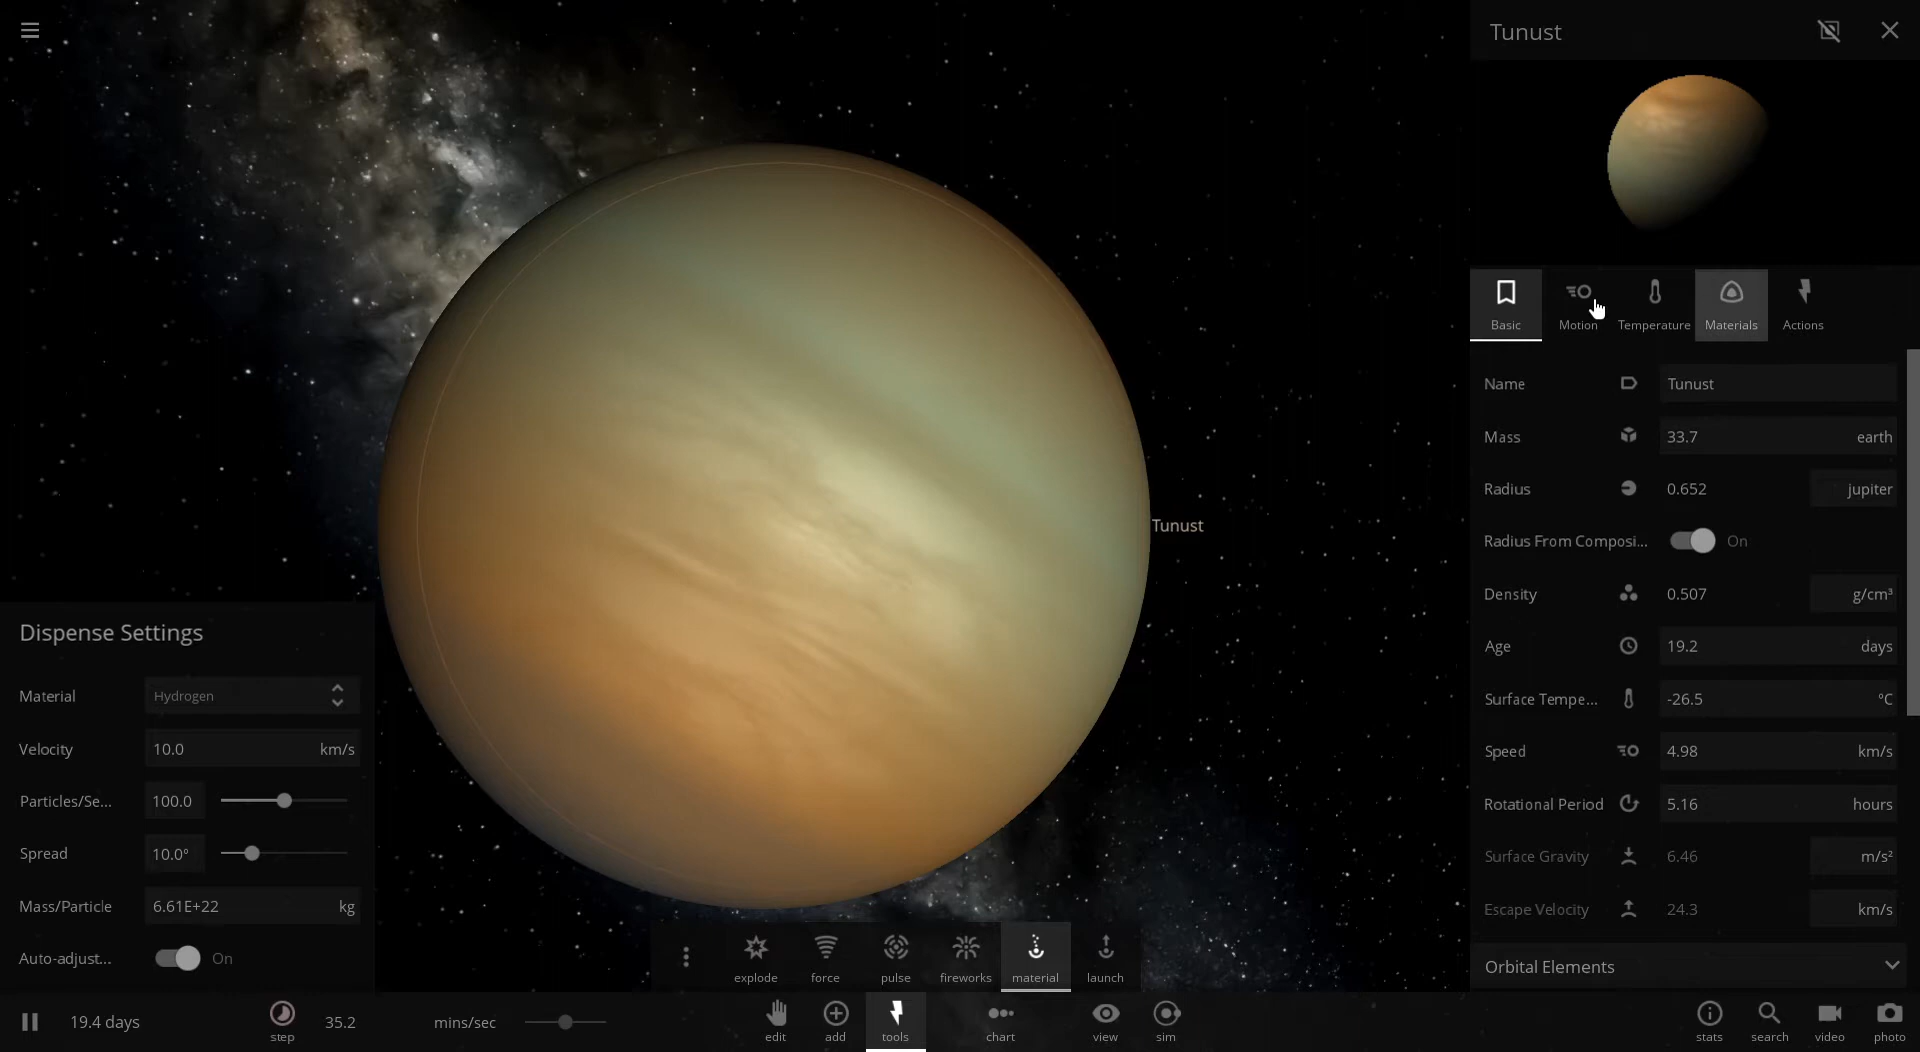 Tunust
Basic
Motion
Temperature
Materials
Actions
Name Tunust
Mass 33.7 earth
Radius 0.652 jupiter
Radius From Composi... On
Density 0.507 g/cm³
Age 19.2 days
Surface Tempe... -26.5 °C
Speed 4.98 km/s
Rotational Period 5.16 hours
Surface Gravity 6.46 m/s²
Escape Velocity 24.3 km/s
Orbital Elements
Tunust
Dispense Settings
Material Hydrogen
Velocity 10.0 km/s
Particles/Se... 100.0
Spread 10.0°
Mass/Particle 6.61E+22 kg
Auto-adjust... On
explode
force
pulse
fireworks
material
launch
19.4 days
step
35.2 mins/sec
edit
add
tools
chart
view
sim
stats
search
video
photo